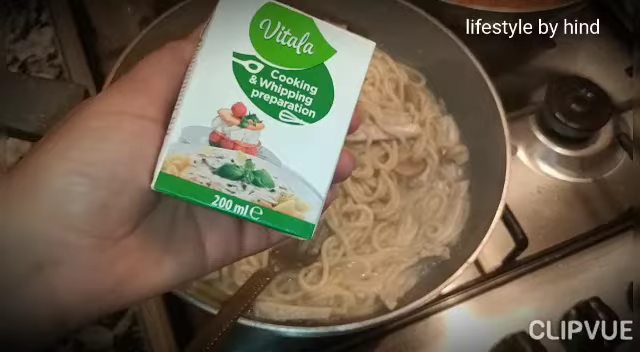 lifestyle by hind
Vitala
Cooking
& Whipping
preparation
200 ml e
CLIPVUE